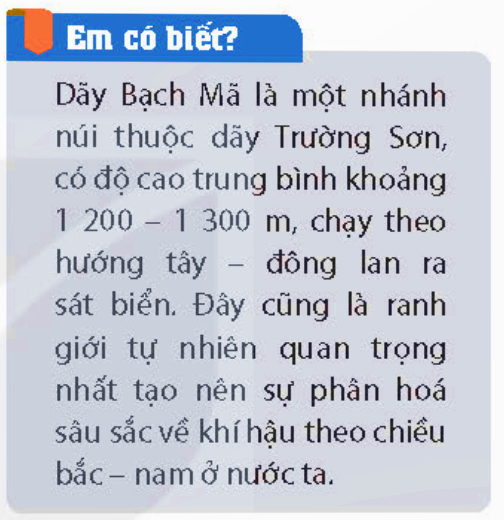 Em có biết?
Dãy Bạch Mã là một nhánh
núi thuộc dãy Trường Sơn,
có độ cao trung bình khoảng
1 200 – 1 300 m, chạy theo
hướng tây – đông lan ra
sát biển. Đây cũng là ranh
giới tự nhiên quan trọng
nhất tạo nên sự phân hoá
sâu sắc về khí hậu theo chiều
bắc – nam ở nước ta.